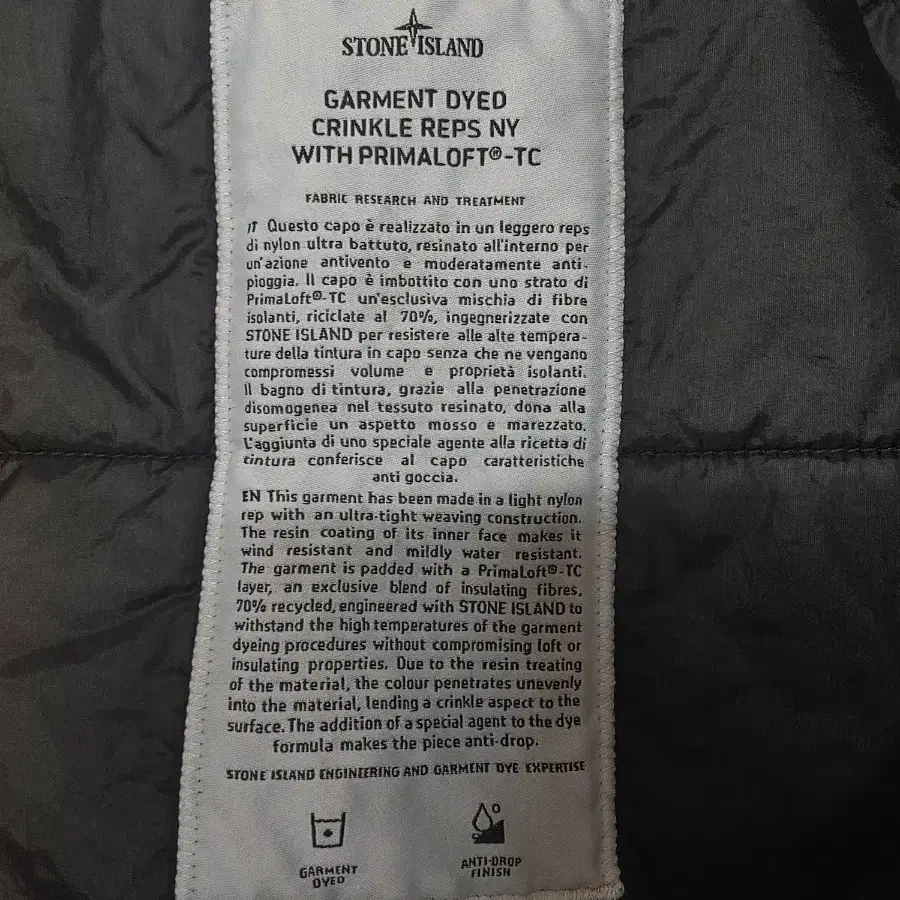 STONE ISLAND
GARMENT DYED
CRINKLE REPS NY
WITH PRIMALOFT®-TC
FABRIC RESEARCH AND TREATMENT
IT Questo capo è realizzato in un leggero reps
di nylon ultra battuto, resinato all'interno per
un'azione antivento e moderatamente anti-
pioggia. Il capo è imbottito con uno strato di
PrimaLoft®-TC un'esclusiva mischia di fibre
isolanti, riciclate al 70%, ingegnerizzate con
STONE ISLAND per resistere alle alte tempera-
ture della tintura in capo senza che ne vengano
compromessi volume e proprietà isolanti.
Il bagno di tintura, grazie alla penetrazione
disomogenea nel tessuto resinato, dona alla
superficie un aspetto mosso e marezzato.
L'aggiunta di uno speciale agente alla ricetta di
tintura conferisce al capo caratteristiche
anti goccia.
EN This garment has been made in a light nylon
rep with an ultra-tight weaving construction.
The resin coating of its inner face makes it
wind resistant and mildly water resistant.
The garment is padded with a PrimaLoft®-TC
layer, an exclusive blend of insulating fibres,
70% recycled, engineered with STONE ISLAND to
withstand the high temperatures of the garment
dyeing procedures without compromising loft or
insulating properties. Due to the resin treating
of the material, the colour penetrates unevenly
into the material, lending a crinkle aspect to the
surface. The addition of a special agent to the dye
formula makes the piece anti-drop.
STONE ISLAND ENGINEERING AND GARMENT DYE EXPERTISE
GARMENT
DYED
ANTI-DROP
FINISH